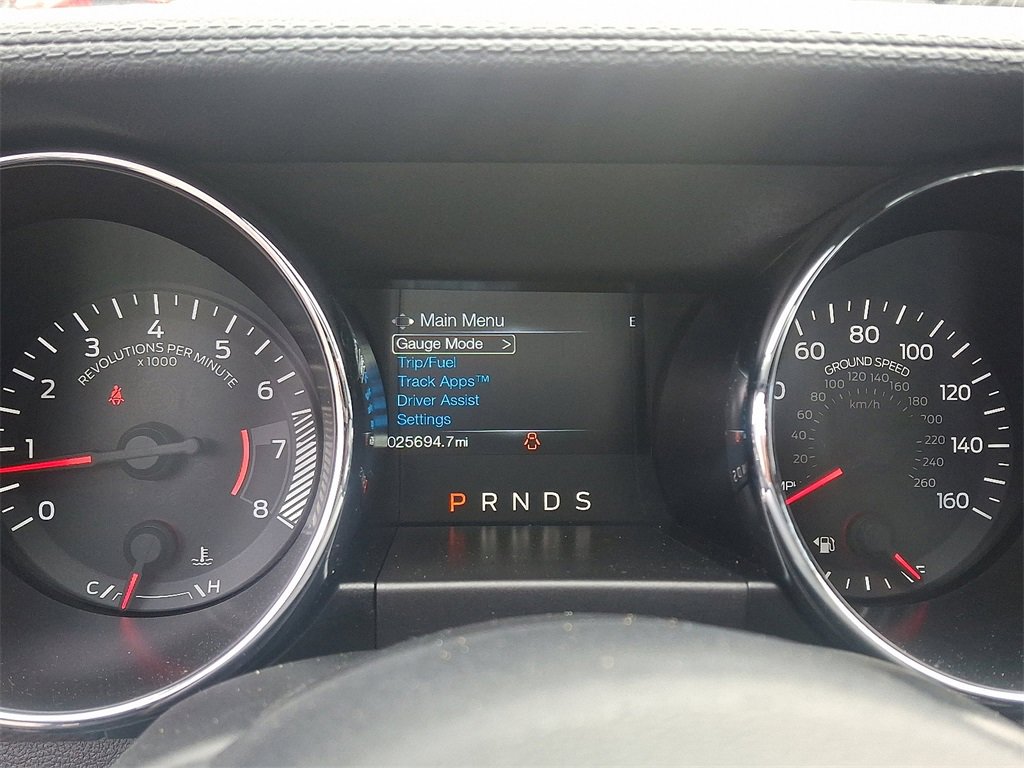 Main Menu
E
Gauge Mode >
Trip/Fuel
Track Apps™
Driver Assist
Settings
025694.7mi
P R N D S
0 1 2 3 4 5 6 7 8
REVOLUTIONS PER MINUTE
x 1000
C H
60 80 100 120 140 160
GROUND SPEED
20 40 60 80 100 120 140 160 180 200 220 240 260
km/h